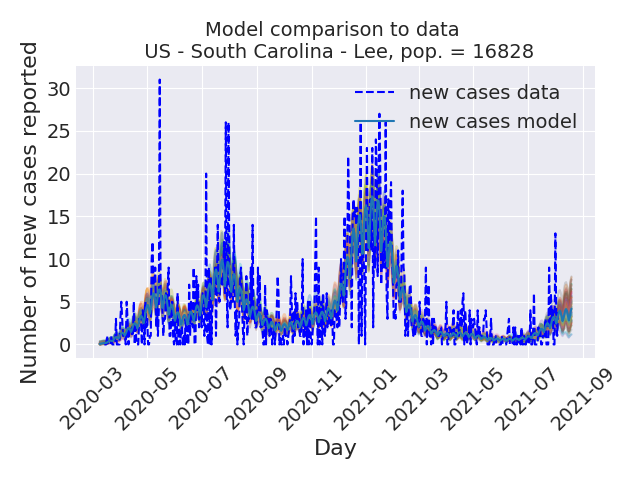 Model comparison to data
US - South Carolina - Lee, pop. = 16828
new cases data
new cases model
Number of new cases reported
30
25
20
15
10
5
0
2020-03
2020-05
2020-07
2020-09
2020-11
2021-01
2021-03
2021-05
2021-07
2021-09
Day